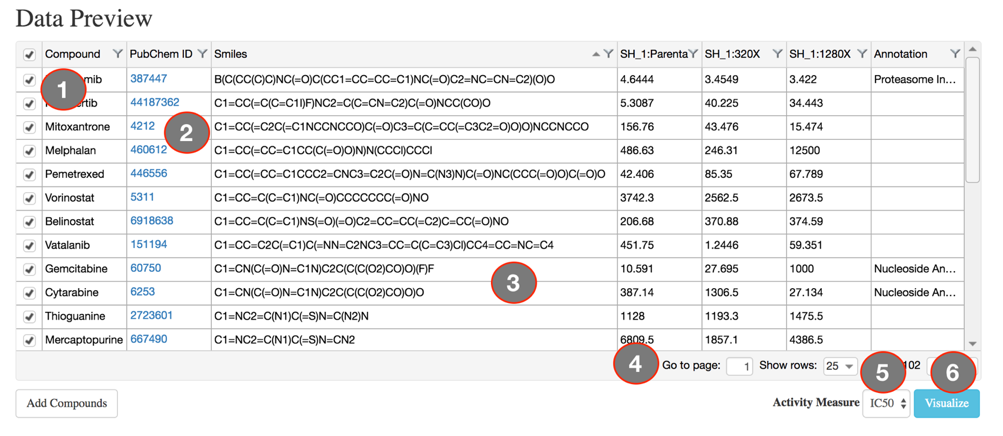 Data Preview
Compound PubChem ID Smiles SH_1:Parenta SH_1:320X SH_1:1280X Annotation
387447 B(C(CC(C)C)NC(=O)C(CC1=CC=CC=C1)NC(=O)C2=NC=CN=C2)(O)O 4.6444 3.4549 3.422 Proteasome In...
44187362 C1=CC(=C(C=C1I)F)NC2=C(C=CN=C2)C(=O)NCC(CO)O 5.3087 40.225 34.443
Mitoxantrone 4212 C1=CC(=C2C(=C1NCCNCCO)C(=O)C3=C(C=CC(=C3C2=O)O)O)NCCNCCO 156.76 43.476 15.474
Melphalan 460612 C1=CC(=CC=C1CC(C(=O)O)N)N(CCCl)CCCl 486.63 246.31 12500
Pemetrexed 446556 C1=CC(=CC=C1CCC2=CNC3=C2C(=O)N=C(N3)N)C(=O)NC(CCC(=O)O)C(=O)O 42.406 85.35 67.789
Vorinostat 5311 C1=CC=C(C=C1)NC(=O)CCCCCCC(=O)NO 3742.3 2562.5 2673.5
Belinostat 6918638 C1=CC=C(C=C1)NS(=O)(=O)C2=CC=CC(=C2)C=CC(=O)NO 206.68 370.88 374.59
Vatalanib 151194 C1=CC=C2C(=C1)C(=NN=C2NC3=CC=C(C=C3)Cl)CC4=CC=NC=C4 451.75 1.2446 59.351
Gemcitabine 60750 C1=CN(C(=O)N=C1N)C2C(C(C(O2)CO)O)(F)F 10.591 27.695 1000 Nucleoside An...
Cytarabine 6253 C1=CN(C(=O)N=C1N)C2C(C(C(O2)CO)O)O 387.14 1306.5 27.134 Nucleoside An...
Thioguanine 2723601 C1=NC2=C(N1)C(=S)N=C(N2)N 1128 1193.3 1475.5
Mercaptopurine 667490 C1=NC2=C(N1)C(=S)N=CN2 6809.5 1857.1 4386.5
Go to page: 1 Show rows: 25 102
Add Compounds Activity Measure IC50 Visualize
1
2
3
4
5
6